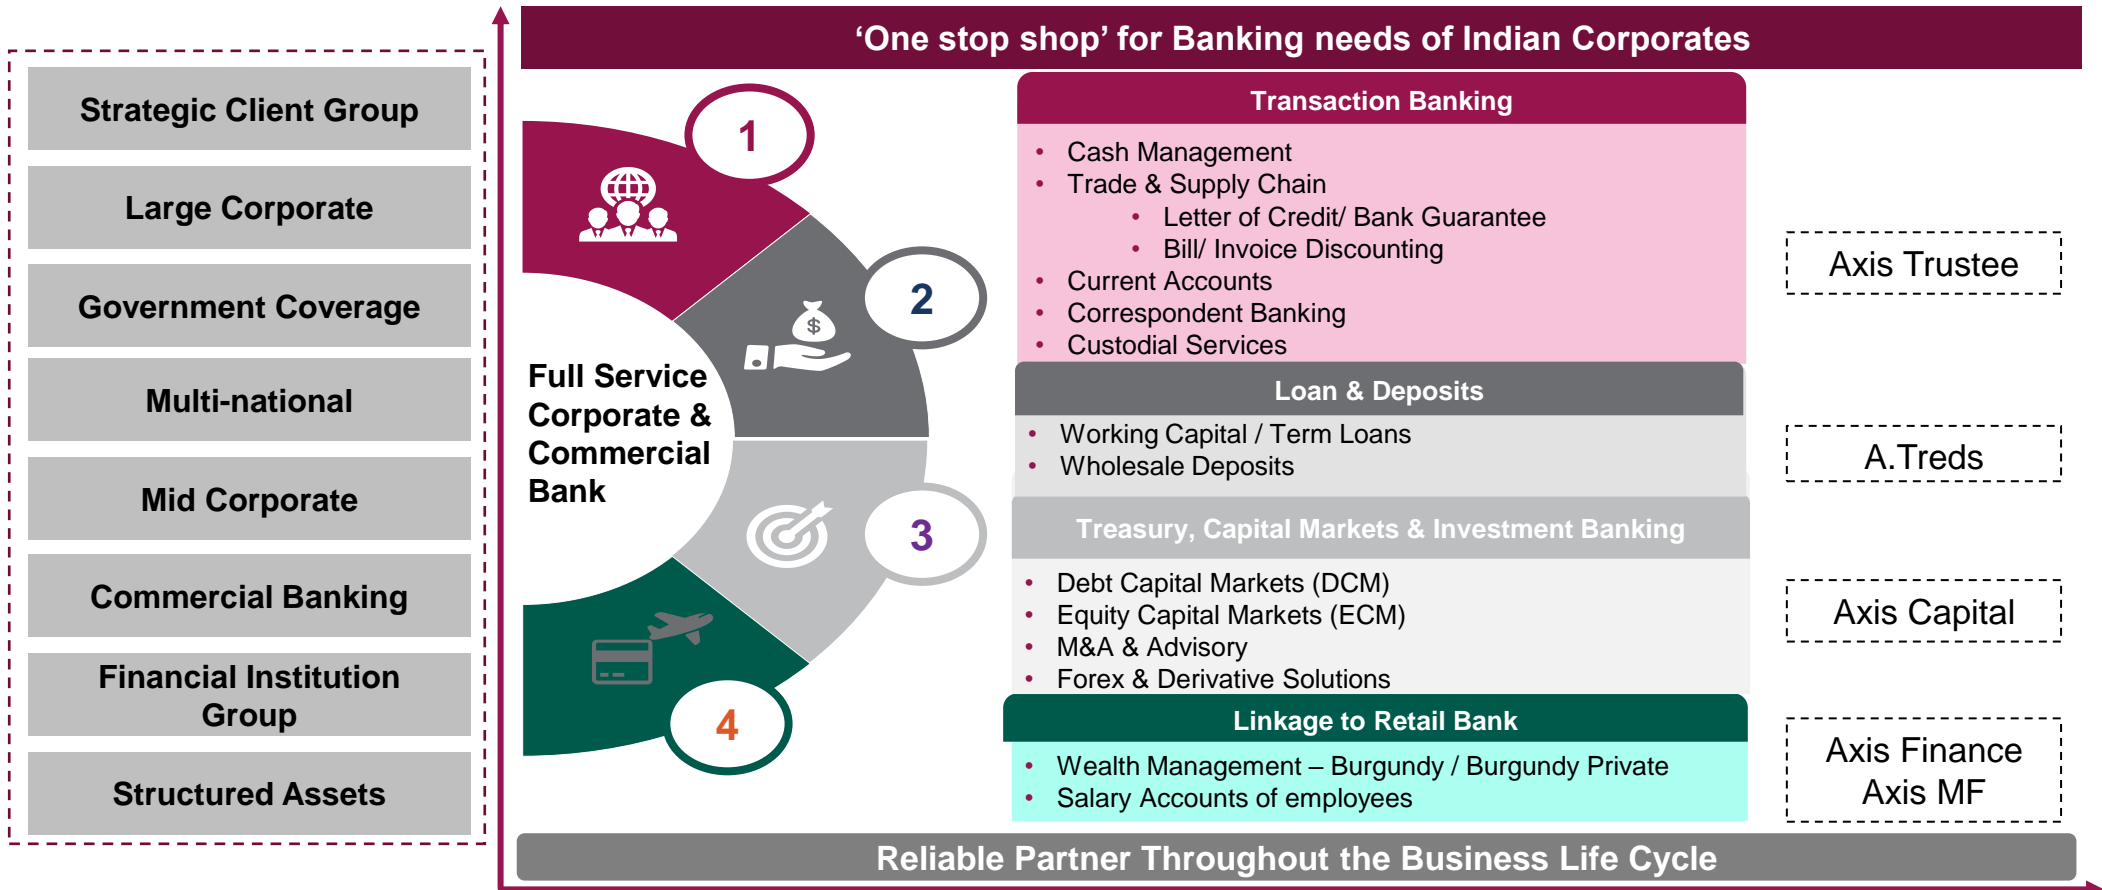 ‘One stop shop’ for Banking needs of Indian Corporates
Strategic Client Group
Large Corporate
Government Coverage
Multi-national
Mid Corporate
Commercial Banking
Financial Institution
Group
Structured Assets
Full Service
Corporate &
Commercial
Bank
1
2
$
3
4
Transaction Banking
• Cash Management
• Trade & Supply Chain
• Letter of Credit/ Bank Guarantee
• Bill/ Invoice Discounting
• Current Accounts
• Correspondent Banking
• Custodial Services
Loan & Deposits
• Working Capital / Term Loans
• Wholesale Deposits
Treasury, Capital Markets & Investment Banking
• Debt Capital Markets (DCM)
• Equity Capital Markets (ECM)
• M&A & Advisory
• Forex & Derivative Solutions
Linkage to Retail Bank
• Wealth Management – Burgundy / Burgundy Private
• Salary Accounts of employees
Axis Trustee
A.Treds
Axis Capital
Axis Finance
Axis MF
Reliable Partner Throughout the Business Life Cycle